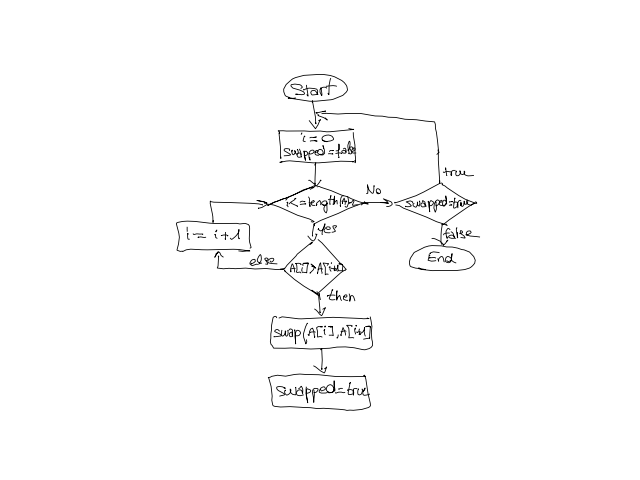 Start
i=0
swapped=false
i<=length(A)-1
No
swapped=true
true
false
End
Yes
i= i+1
else
A[i]>A[i+1]
then
swap(A[i],A[i+1]
swapped=true